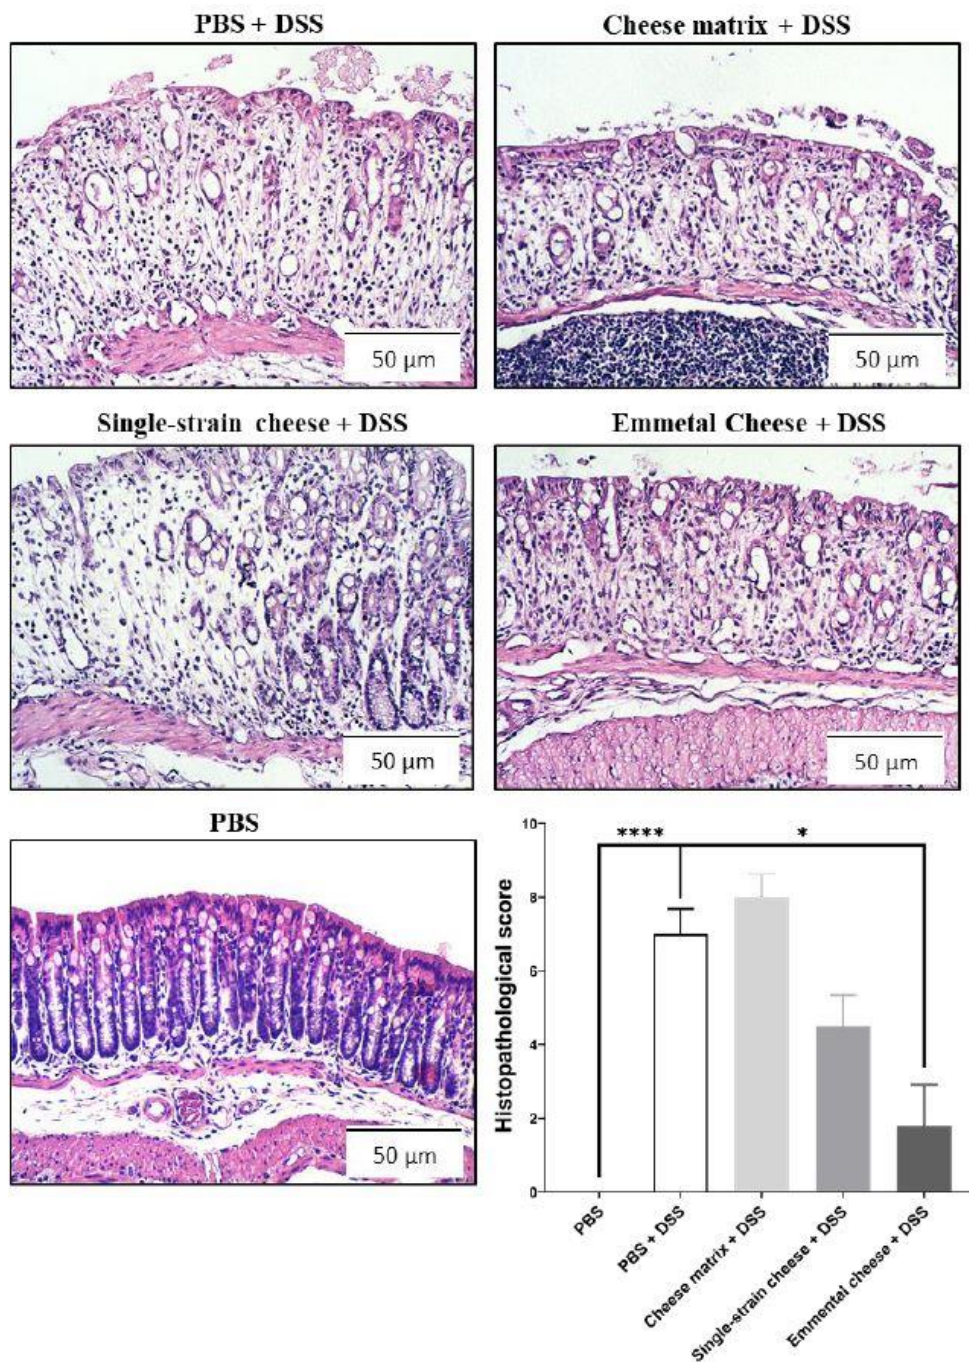 PBS + DSS
Cheese matrix + DSS
50 µm
50 µm
Single-strain cheese + DSS
Emmetal Cheese + DSS
50 µm
50 µm
PBS
50 µm
Histopathological score
10
8
6
4
2
0
****
*
PBS
PBS + DSS
Cheese matrix + DSS
Single-strain cheese + DSS
Emmental cheese + DSS